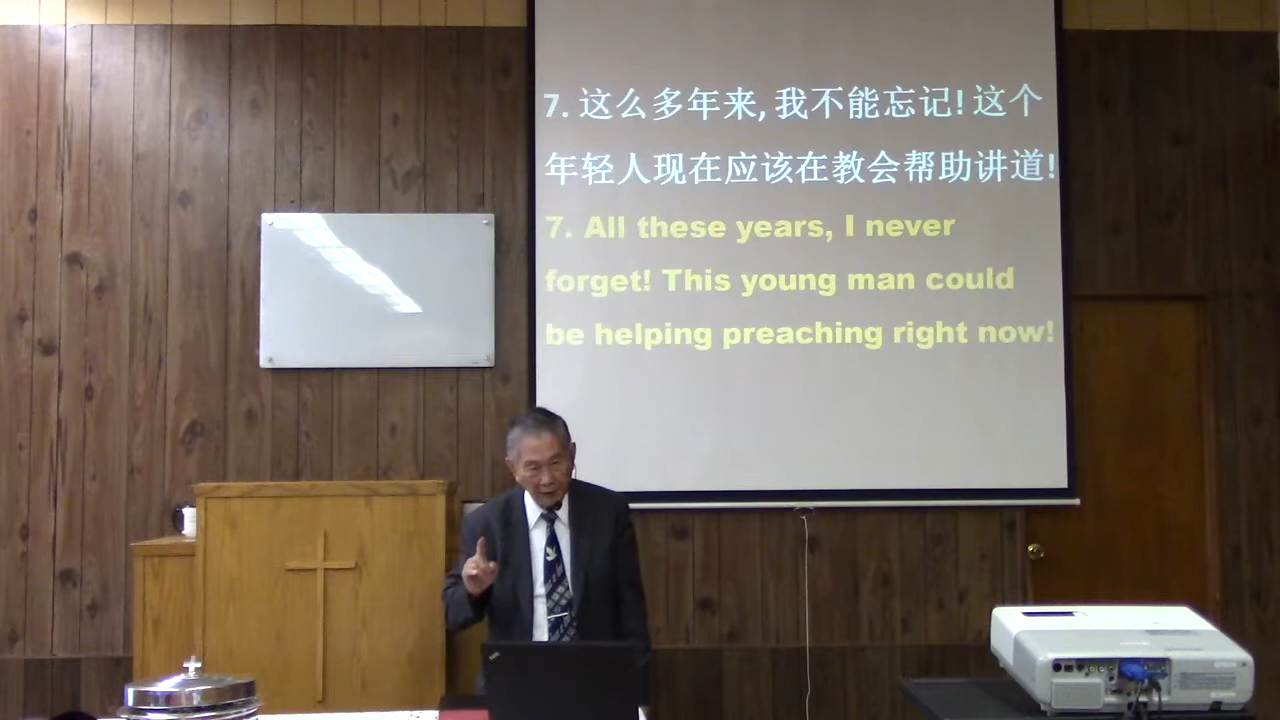 7. 这么多年来, 我不能忘记! 这个
年轻人现在应该在教会帮助讲道!
7. All these years, I never
forget! This young man could
be helping preaching right now!
EPSON